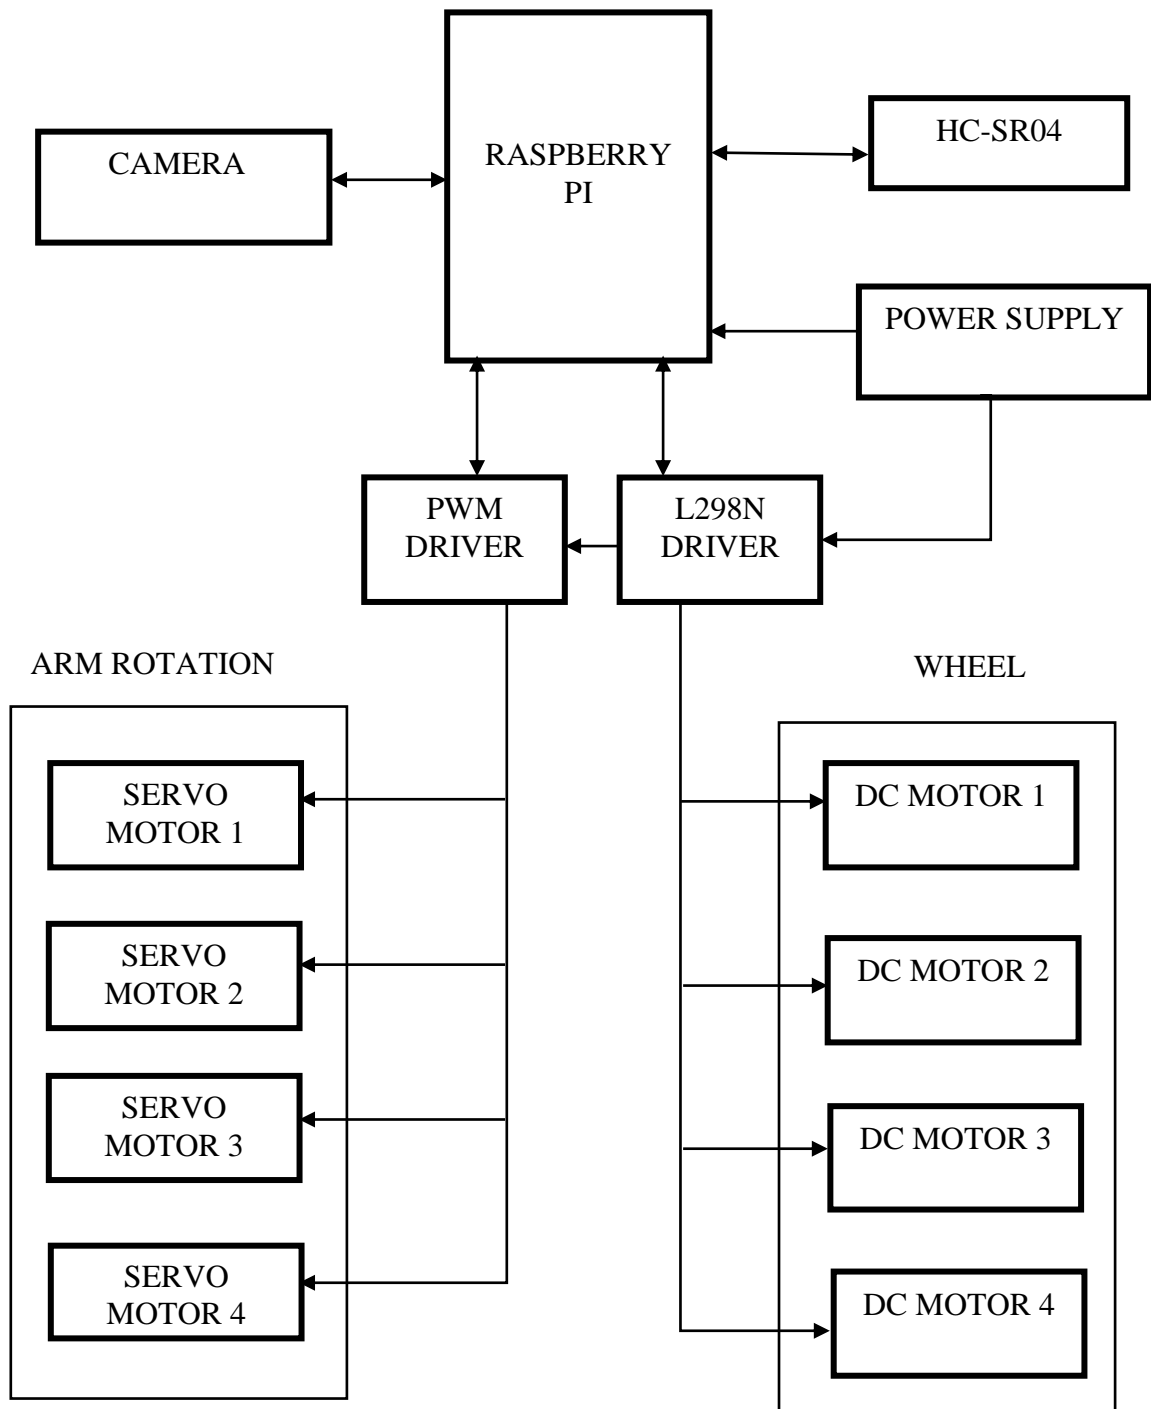 RASPBERRY
PI
HC-SR04
CAMERA
POWER SUPPLY
PWM
DRIVER
L298N
DRIVER
ARM ROTATION
WHEEL
SERVO
MOTOR 1
SERVO
MOTOR 2
SERVO
MOTOR 3
SERVO
MOTOR 4
DC MOTOR 1
DC MOTOR 2
DC MOTOR 3
DC MOTOR 4